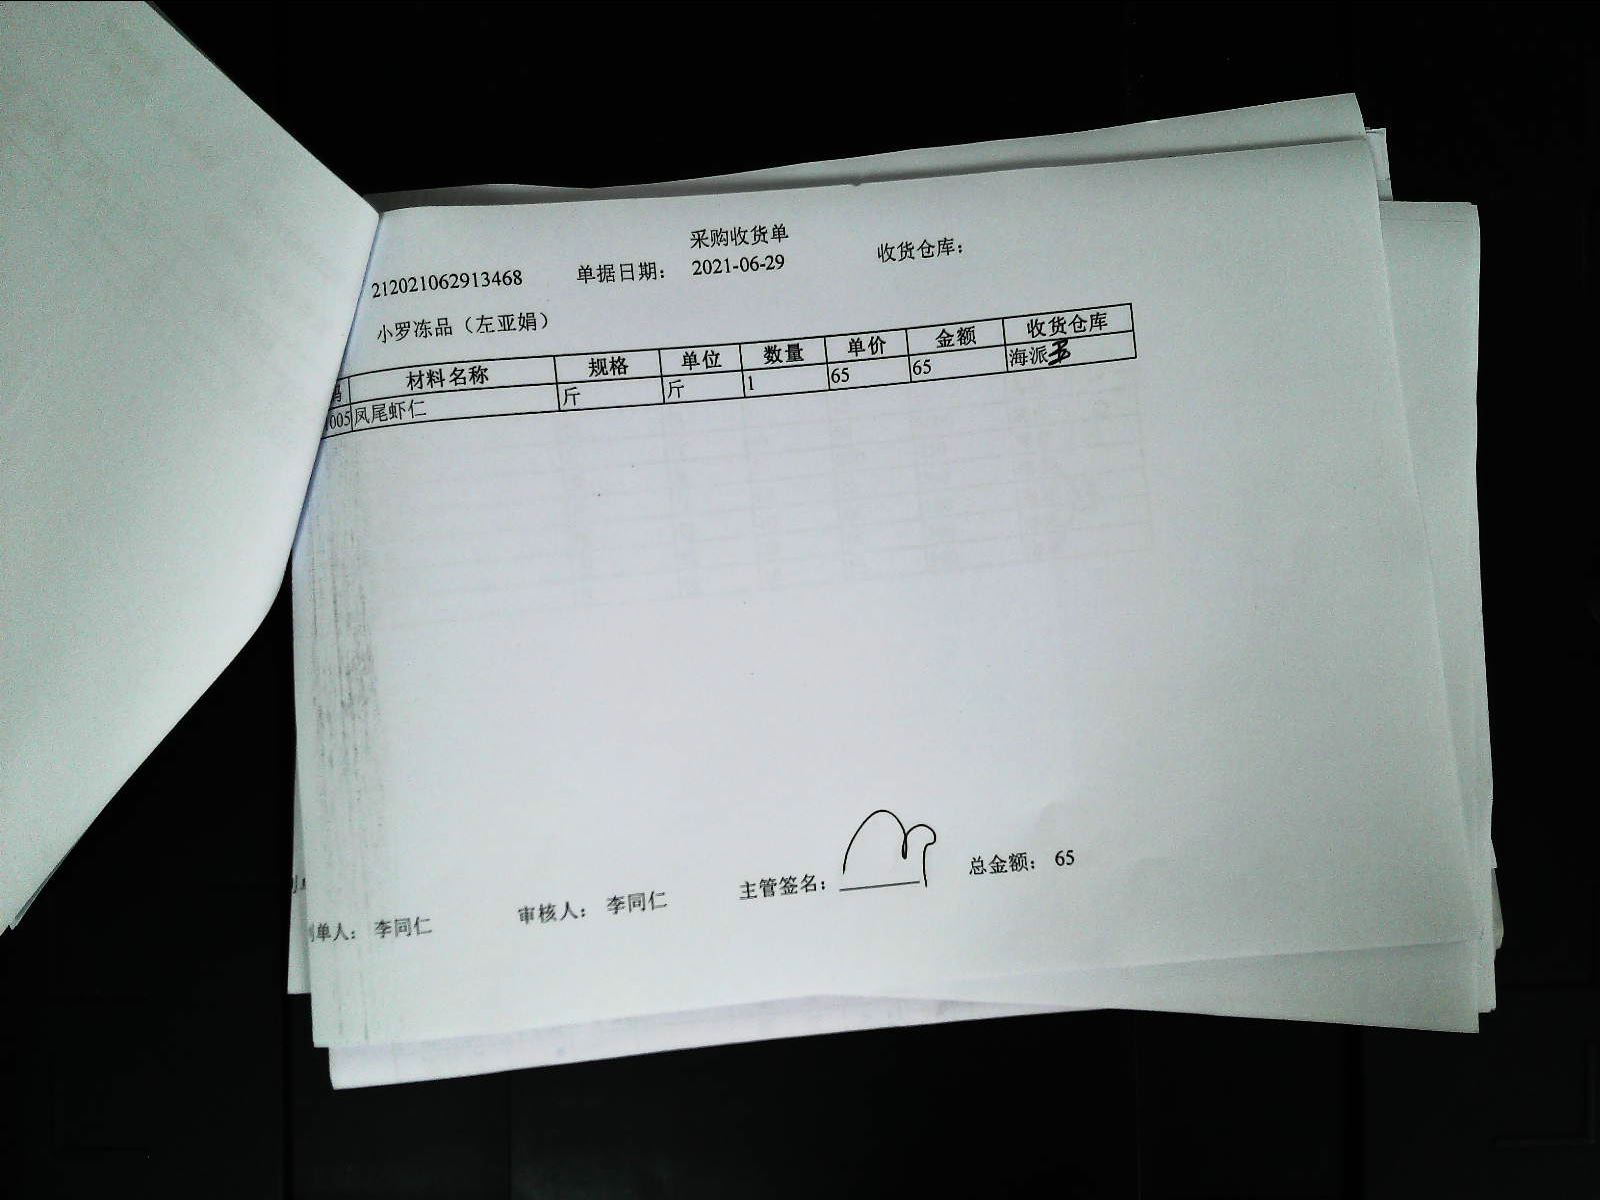 采购收货单
212021062913468 单据日期： 2021-06-29 收货仓库：
小罗冻品（左亚娟）
码 材料名称 规格 单位 数量 单价 金额 收货仓库
005 凤尾虾仁 斤 斤 1 65 65 海派
单人： 李同仁 审核人： 李同仁 主管签名： 总金额： 65